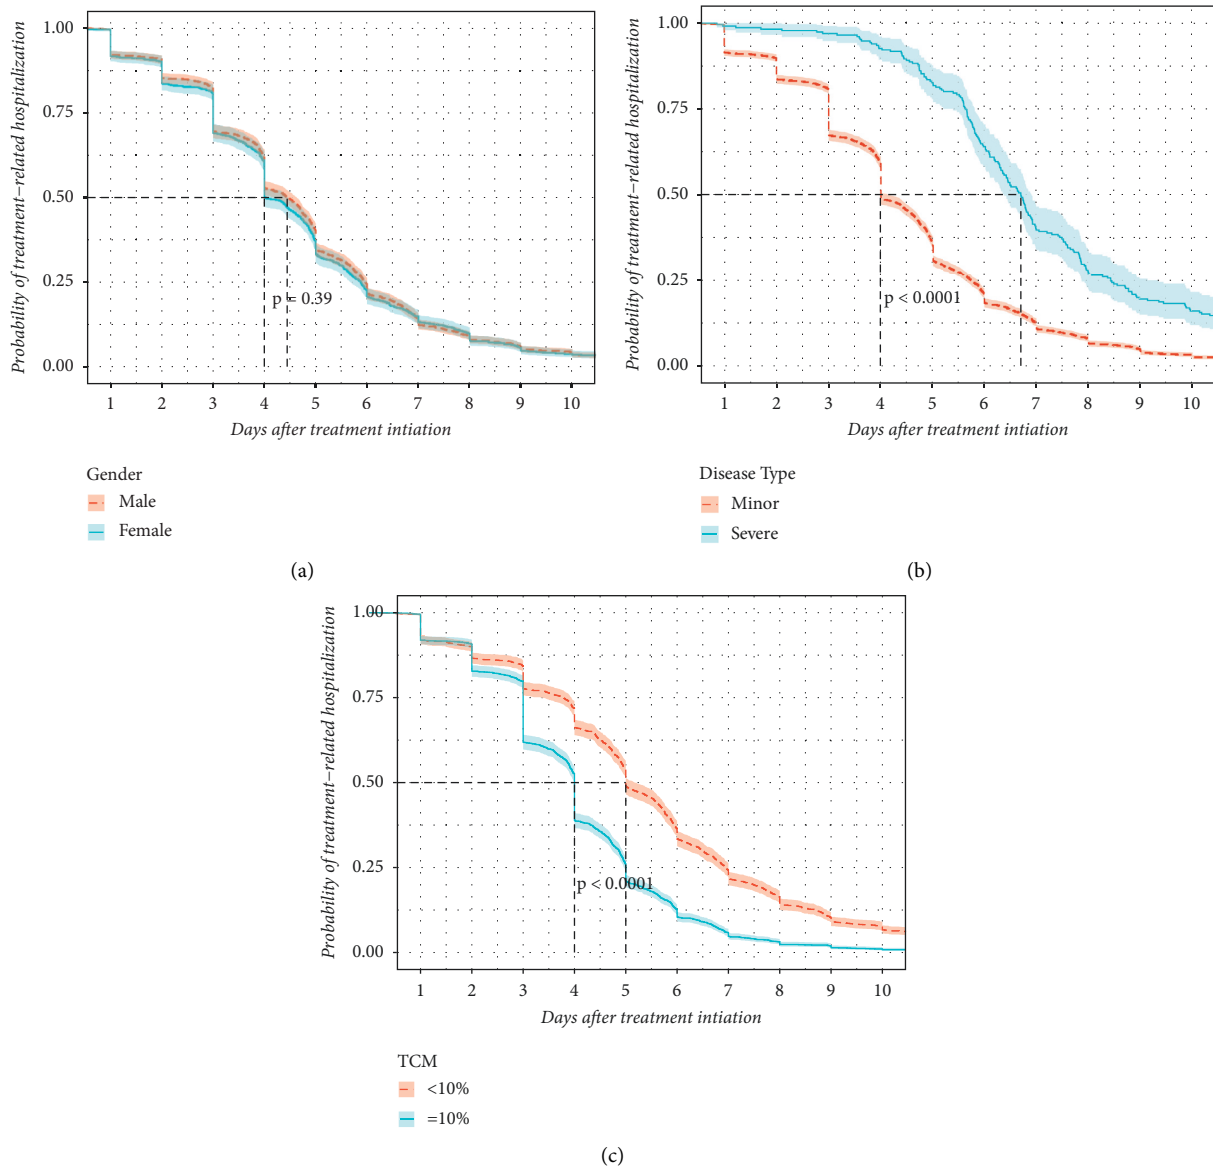 Probability of treatment−related hospitalization
1.00
0.75
0.50
0.25
0.00
p = 0.39
1 2 3 4 5 6 7 8 9 10
Days after treatment intiation
Gender
Male
Female
(a)
Probability of treatment−related hospitalization
1.00
0.75
0.50
0.25
0.00
p < 0.0001
1 2 3 4 5 6 7 8 9 10
Days after treatment intiation
Disease Type
Minor
Severe
(b)
Probability of treatment−related hospitalization
1.00
0.75
0.50
0.25
0.00
p < 0.0001
1 2 3 4 5 6 7 8 9 10
Days after treatment intiation
TCM
<10%
=10%
(c)